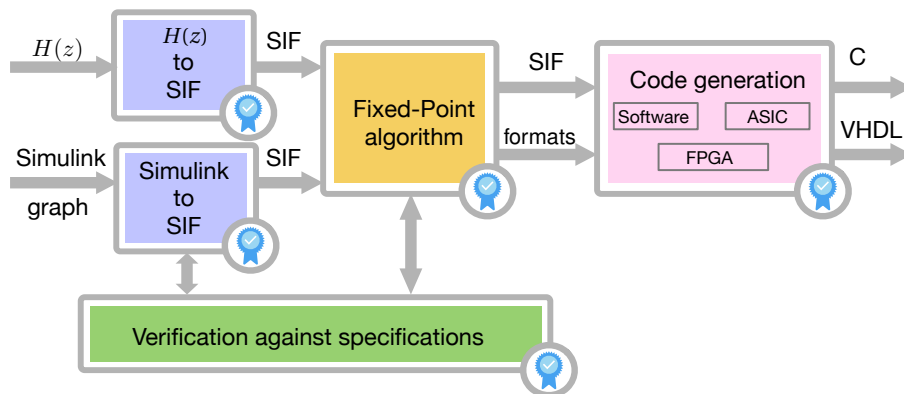 H(z)
H(z)
to
SIF
SIF
Simulink
graph
Simulink
to
SIF
SIF
Fixed-Point
algorithm
SIF
formats
Code generation
Software
ASIC
FPGA
C
VHDL
Verification against specifications